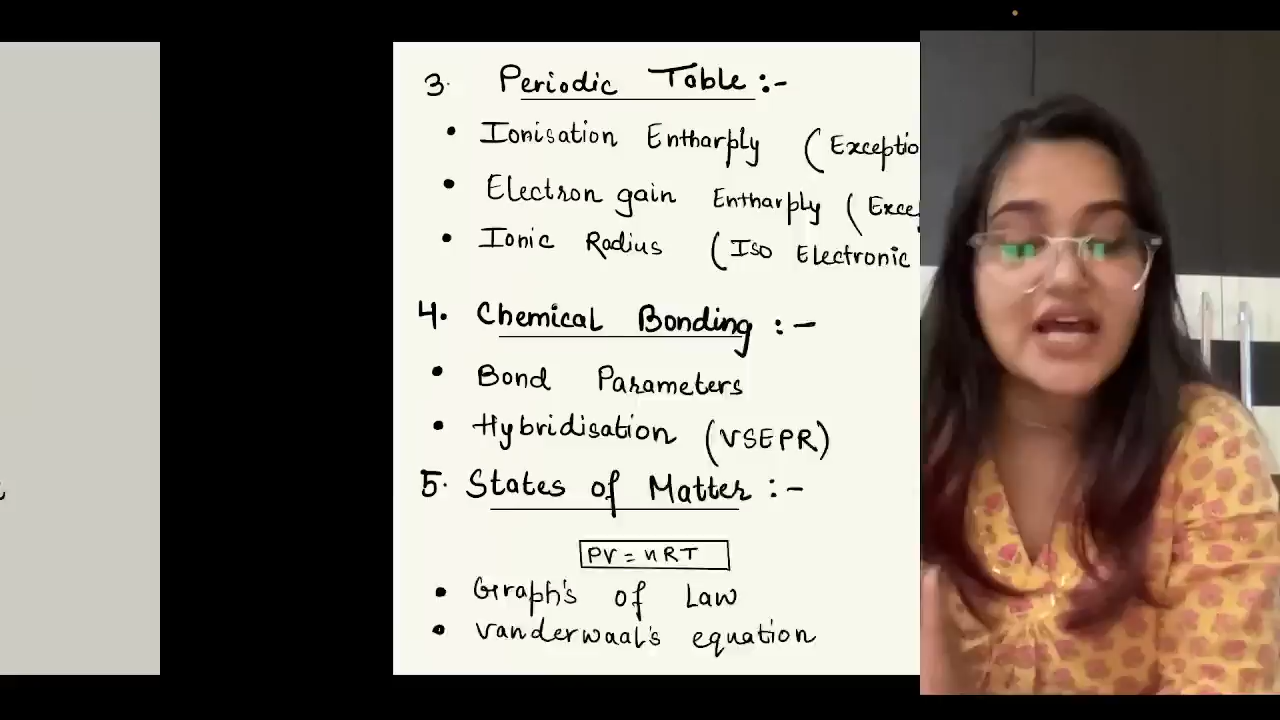 3. Periodic Table :-
• Ionisation Entharply (Exceptio
• Electron gain Entharply (Exce
• Ionic Radius (Iso Electronic
4. Chemical Bonding :-
• Bond Parameters
• Hybridisation (VSEPR)
5. States of Matter :-
PV = nRT
• Graph's of Law
• Vanderwaal's equation